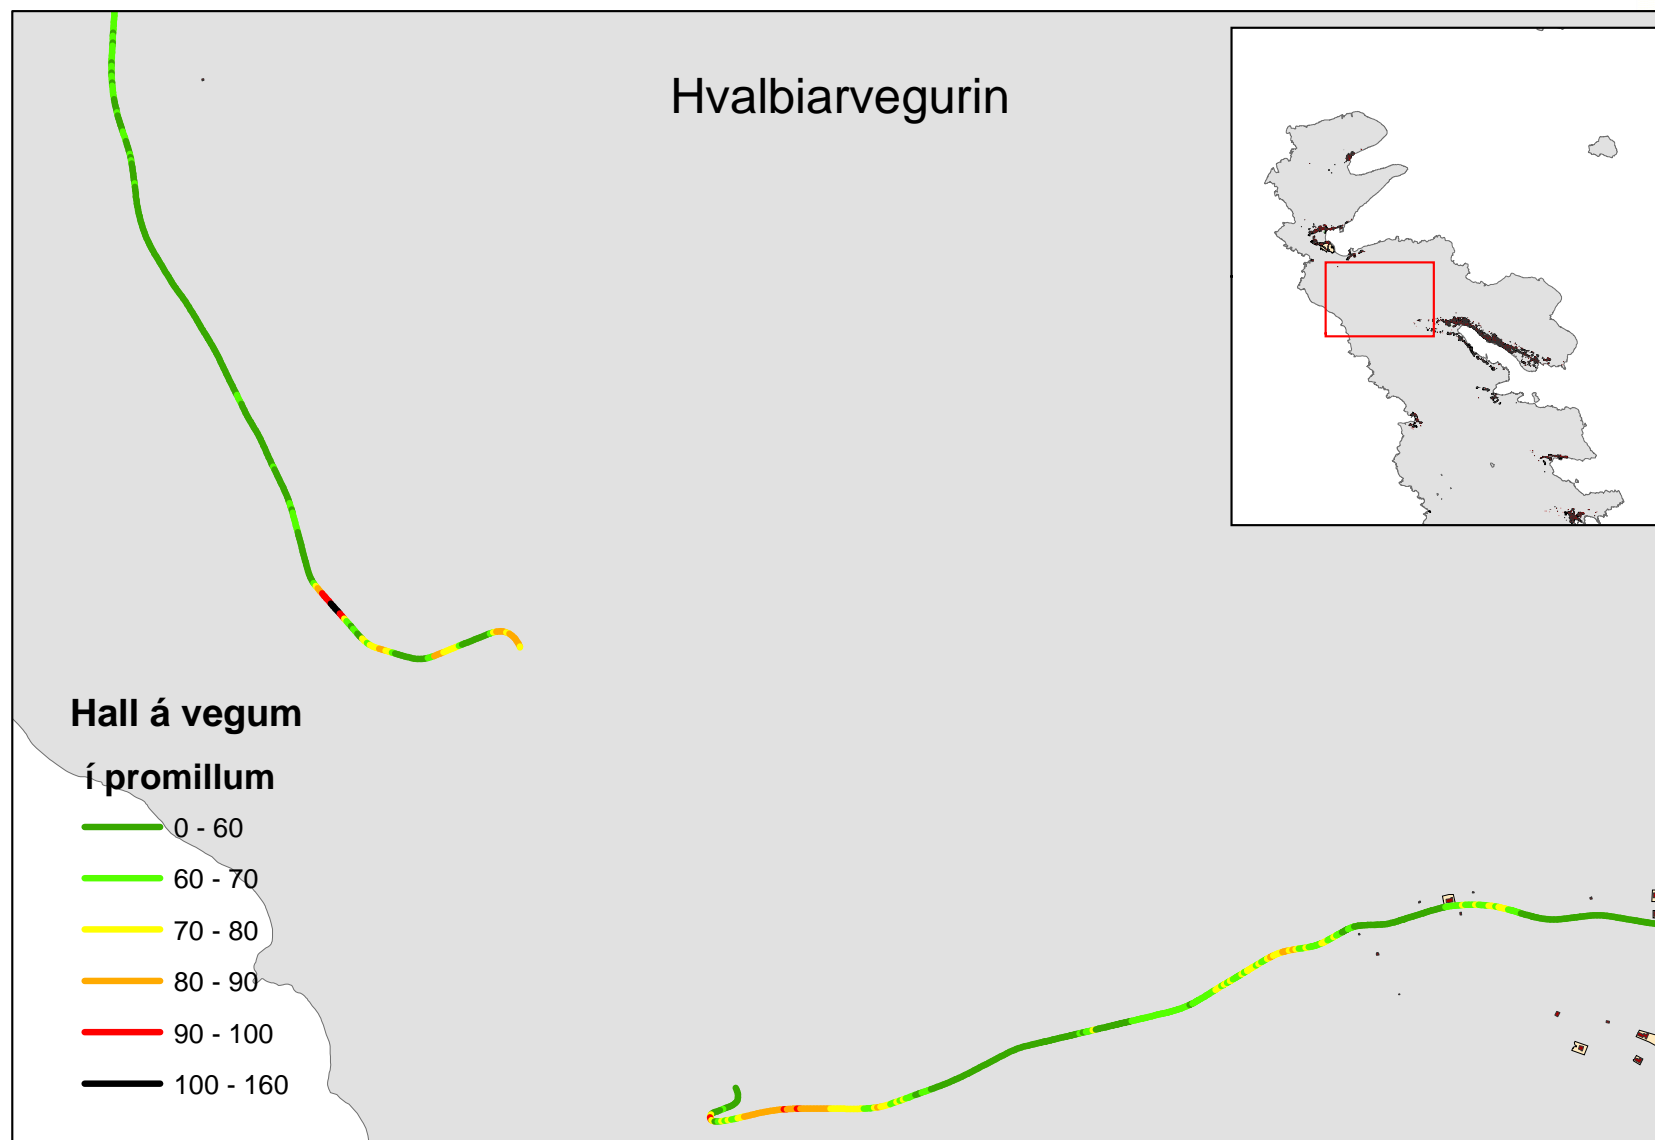 Hvalbiarvegurin
Hall á vegum
í promillum
0 - 60
60 - 70
70 - 80
80 - 90
90 - 100
100 - 160